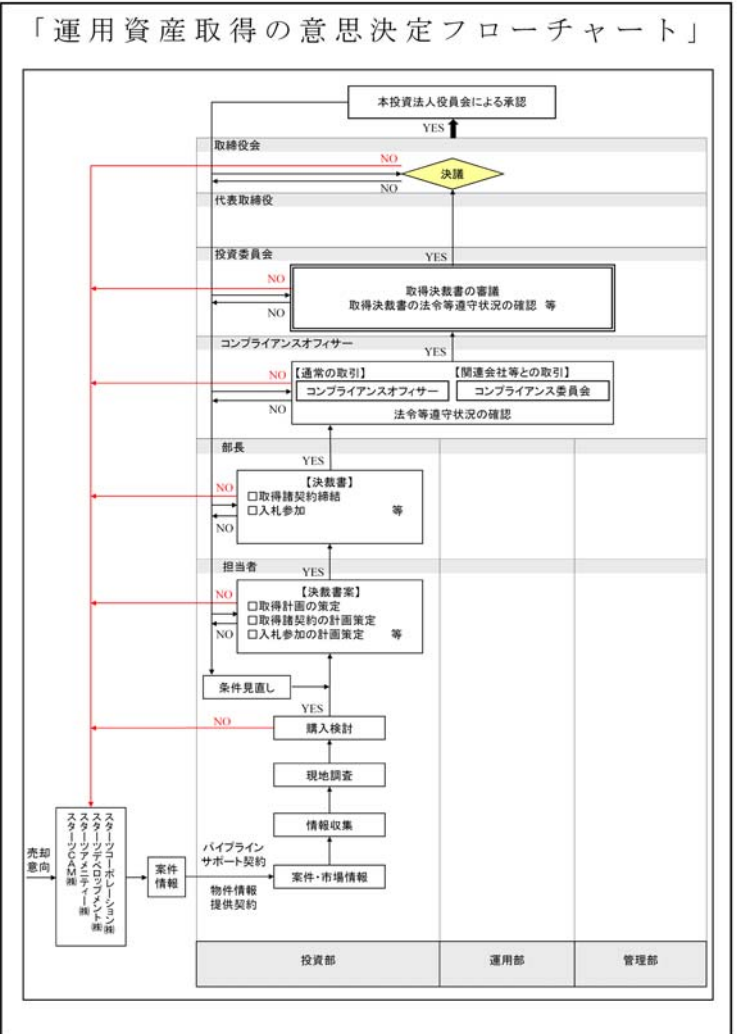 「運用資産取得の意思決定フローチャート」
本投資法人役員会による承認
YES
取締役会
NO
決議
NO
代表取締役
投資委員会
YES
NO
取得決裁書の審議
取得決裁書の法令等遵守状況の確認 等
NO
コンプライアンスオフィサー
YES
NO
【通常の取引】
【関連会社等との取引】
コンプライアンスオフィサー
コンプライアンス委員会
NO
法令等遵守状況の確認
部長
YES
NO
【決裁書】
□取得諸契約締結
□入札参加 等
NO
担当者
YES
NO
【決裁書案】
□取得計画の策定
□取得諸契約の計画策定
□入札参加の計画策定 等
NO
条件見直し
YES
NO
購入検討
現地調査
情報収集
売却
意向
スターツコーポレーション㈱
スターツデベロップメント㈱
スターツアメニティー㈱
スターツCAM㈱
案件
情報
パイプライン
サポート契約
物件情報
提供契約
案件・市場情報
投資部
運用部
管理部